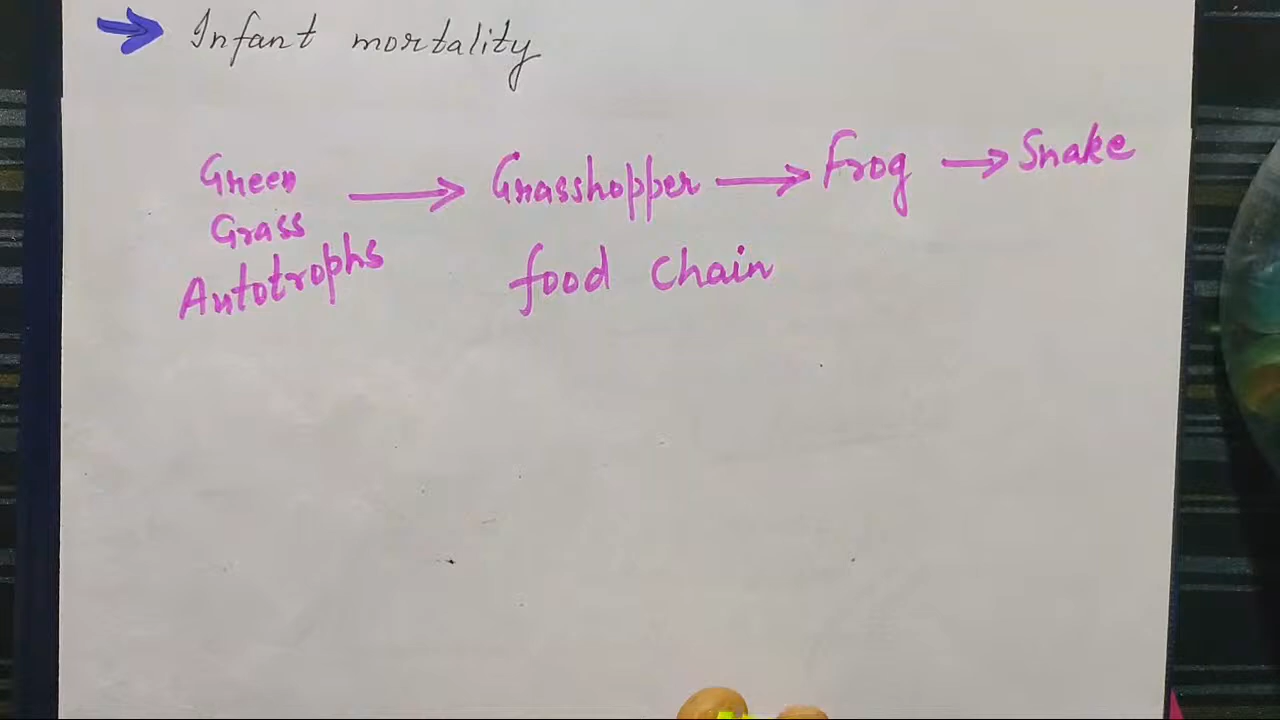 Infant mortality
Green → Grasshopper → Frog → Snake
Grass
Autotrophs food Chain